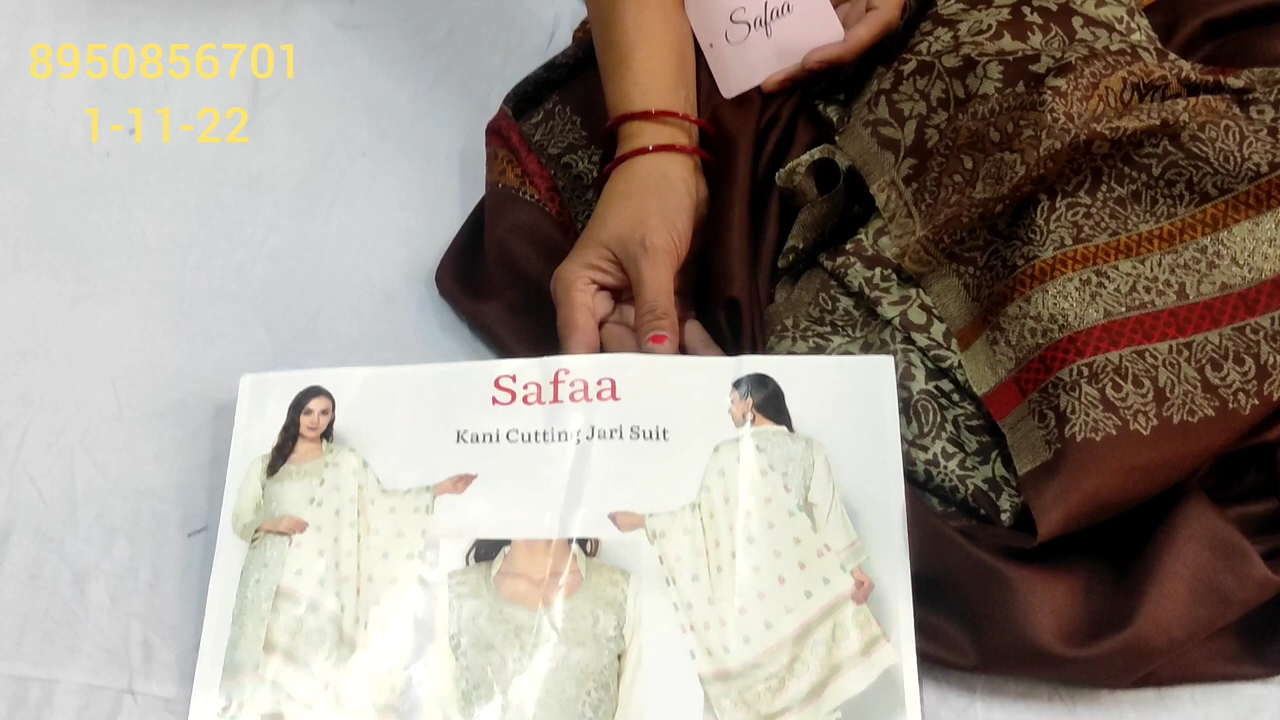 8950856701
1-11-22
Safaa
Safaa
Kani Cutting Jari Suit